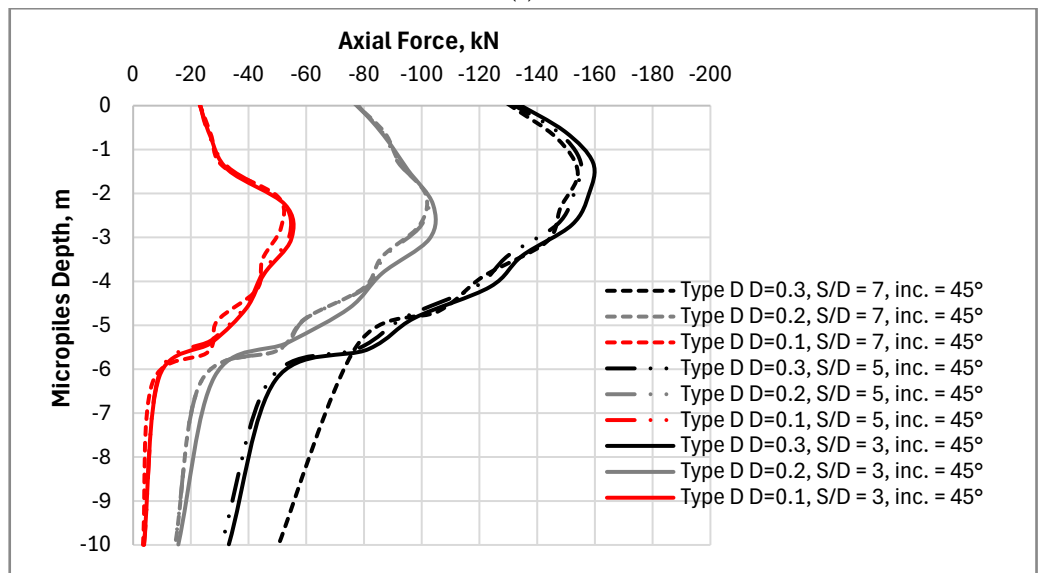 Axial Force, kN
0 -20 -40 -60 -80 -100 -120 -140 -160 -180 -200
Micropiles Depth, m
0
-1
-2
-3
-4
-5
-6
-7
-8
-9
-10
Type D D=0.3, S/D = 7, inc. = 45°
Type D D=0.2, S/D = 7, inc. = 45°
Type D D=0.1, S/D = 7, inc. = 45°
Type D D=0.3, S/D = 5, inc. = 45°
Type D D=0.2, S/D = 5, inc. = 45°
Type D D=0.1, S/D = 5, inc. = 45°
Type D D=0.3, S/D = 3, inc. = 45°
Type D D=0.2, S/D = 3, inc. = 45°
Type D D=0.1, S/D = 3, inc. = 45°